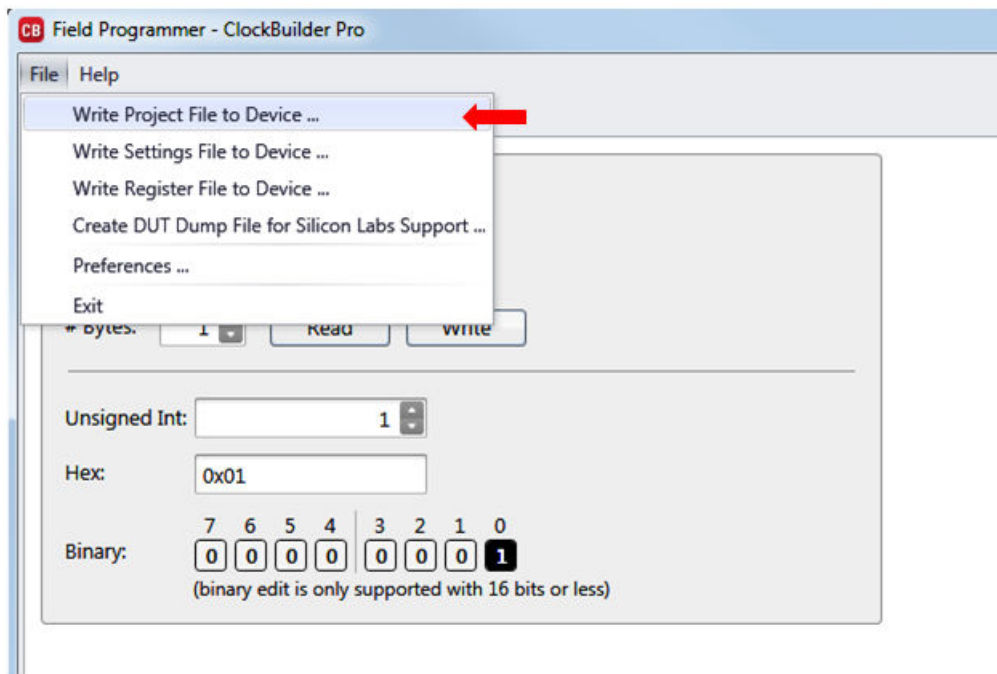 CB Field Programmer - ClockBuilder Pro
File Help
Write Project File to Device ...
Write Settings File to Device ...
Write Register File to Device ...
Create DUT Dump File for Silicon Labs Support ...
Preferences ...
Exit
# Bytes: 1 Read Write
Unsigned Int: 1
Hex: 0x01
7 6 5 4 3 2 1 0
Binary: 0 0 0 0 0 0 0 1
(binary edit is only supported with 16 bits or less)